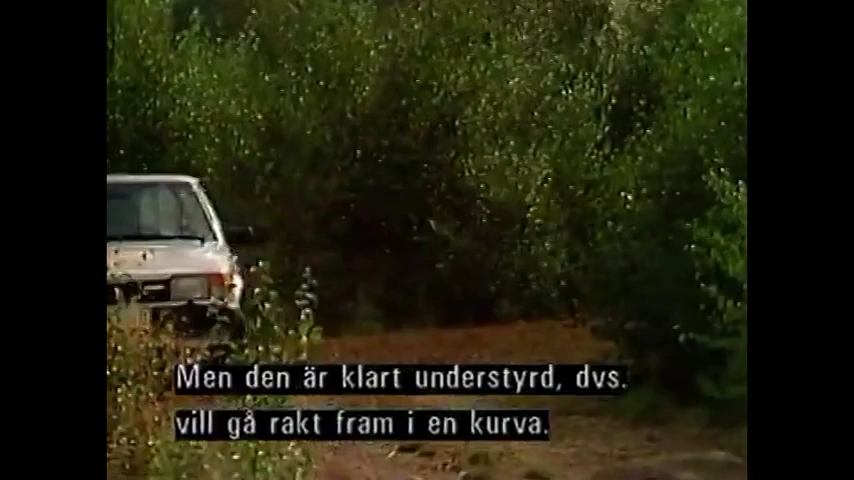 Men den är klart understyrd, dvs.
vill gå rakt fram i en kurva.